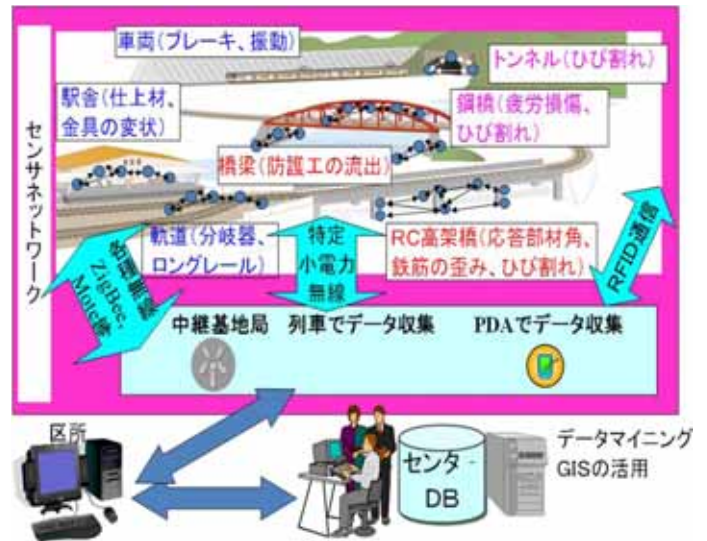 車両(ブレーキ、振動)
トンネル(ひび割れ)
駅舎(仕上材、
金具の変状)
鋼橋(疲労損傷、
ひび割れ)
センサネットワーク
橋梁(防護工の流出)
軌道(分岐器、
ロングレール)
特定
小電力
無線
RC高架橋(応答部材角、
鉄筋の歪み、ひび割れ)
RFID通信
各種無線
ZigBee,
Mote等
中継基地局
列車でデータ収集
PDAでデータ収集
区所
センタ-
DB
データマイニング
GISの活用